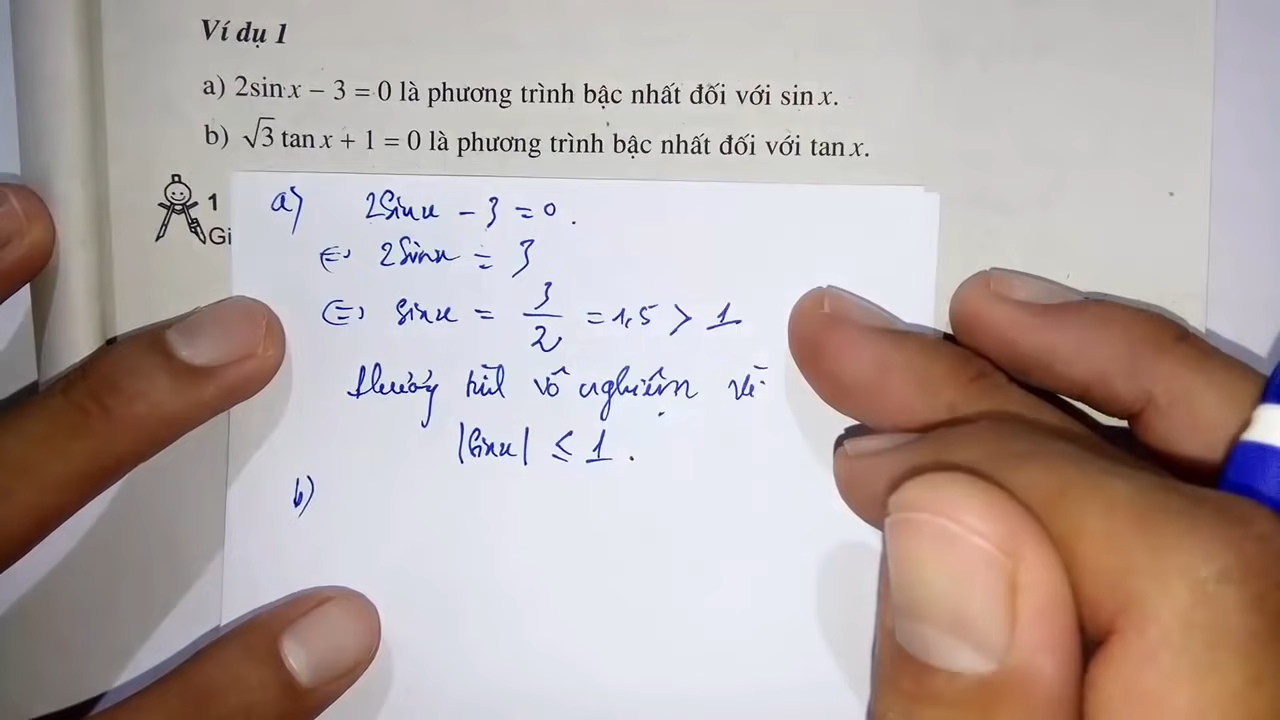 Ví dụ 1
a) 2sin x − 3 = 0 là phương trình bậc nhất đối với sin x.
b) √3 tan x + 1 = 0 là phương trình bậc nhất đối với tan x.
1
Gi
a) 2Sinx - 3 = 0.
⇔ 2Sinx = 3
⇔ Sinx = 3/2 = 1,5 > 1
Phương trình vô nghiệm vì
|Sinx| ≤ 1.
b)